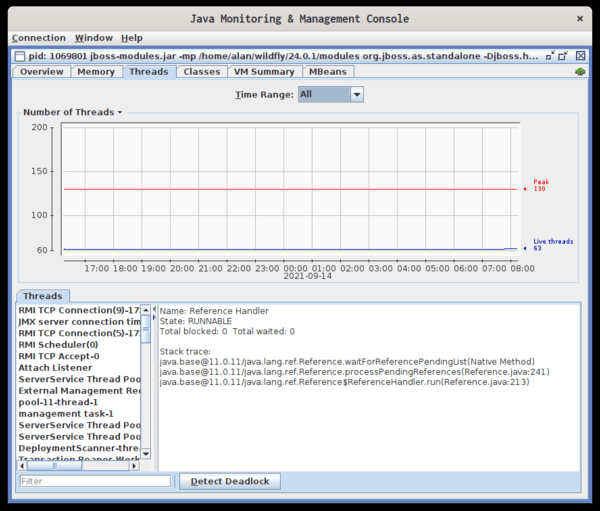 Java Monitoring & Management Console
Connection Window Help
pid: 1069801 jboss-modules.jar -mp /home/alan/wildfly/24.0.1/modules org.jboss.as.standalone -Djboss.h...
Overview Memory Threads Classes VM Summary MBeans
Time Range: All
Number of Threads
200
150
100
60
Peak
130
Live threads
63
17:00 18:00 19:00 20:00 21:00 22:00 23:00 00:00 01:00 02:00 03:00 04:00 05:00 06:00 07:00 08:00
2021-09-14
Threads
RMI TCP Connection(9)-17
JMX server connection tim
RMI TCP Connection(5)-17
RMI Scheduler(0)
RMI TCP Accept-0
Attach Listener
ServerService Thread Poo
External Management Re
pool-11-thread-1
management task-1
ServerService Thread Poo
ServerService Thread Poo
DeploymentScanner-threa
Transaction Reaper Work
Name: Reference Handler
State: RUNNABLE
Total blocked: 0 Total waited: 0
Stack trace:
java.base@11.0.11/java.lang.ref.Reference.waitForReferencePendingList(Native Method)
java.base@11.0.11/java.lang.ref.Reference.processPendingReferences(Reference.java:241)
java.base@11.0.11/java.lang.ref.Reference$ReferenceHandler.run(Reference.java:213)
Filter
Detect Deadlock